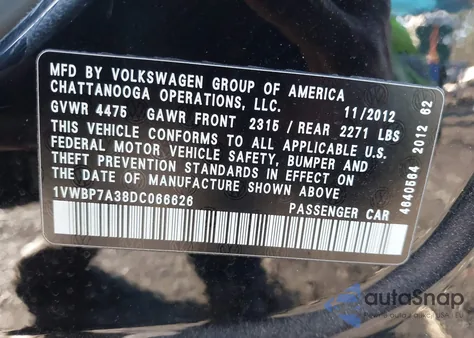 MFD BY VOLKSWAGEN GROUP OF AMERICA
CHATTANOOGA OPERATIONS, LLC. 11/2012
GVWR 4475 GAWR FRONT 2315 / REAR 2271 LBS
THIS VEHICLE CONFORMS TO ALL APPLICABLE U.S.
FEDERAL MOTOR VEHICLE SAFETY, BUMPER AND
THEFT PREVENTION STANDARDS IN EFFECT ON
THE DATE OF MANUFACTURE SHOWN ABOVE
1VWBP7A38DC066626 PASSENGER CAR
4640564 2012 62
autoSnap